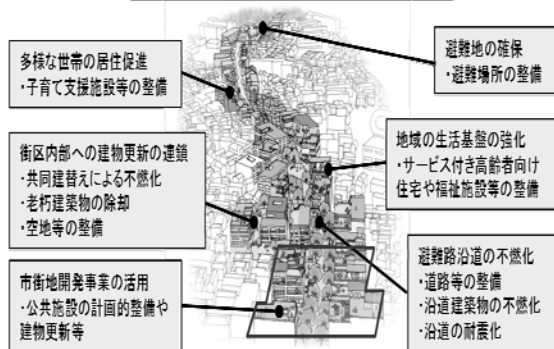 多様な世帯の居住促進
・子育て支援施設等の整備
街区内部への建物更新の連鎖
・共同建替えによる不燃化
・老朽建築物の除却
・空地等の整備
市街地開発事業の活用
・公共施設の計画的整備や
建物更新等
避難地の確保
・避難場所の整備
地域の生活基盤の強化
・サービス付き高齢者向け
住宅や福祉施設等の整備
避難路沿道の不燃化
・道路等の整備
・沿道建築物の不燃化
・沿道の耐震化